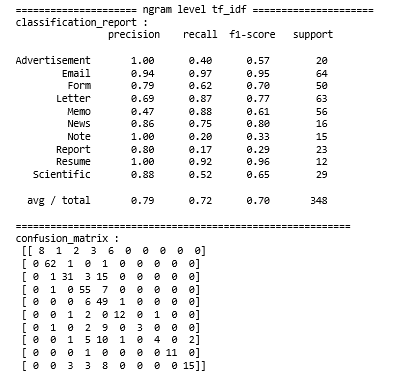 ===================== ngram level tf_idf =====================
classification_report :
precision recall f1-score support
Advertisement 1.00 0.40 0.57 20
Email 0.94 0.97 0.95 64
Form 0.79 0.62 0.70 50
Letter 0.69 0.87 0.77 63
Memo 0.47 0.88 0.61 56
News 0.86 0.75 0.80 16
Note 1.00 0.20 0.33 15
Report 0.80 0.17 0.29 23
Resume 1.00 0.92 0.96 12
Scientific 0.88 0.52 0.65 29
avg / total 0.79 0.72 0.70 348
==========================================================
confusion_matrix :
[[ 8 1 2 3 6 0 0 0 0 0]
[ 0 62 1 0 1 0 0 0 0 0]
[ 0 1 31 3 15 0 0 0 0 0]
[ 0 1 0 55 7 0 0 0 0 0]
[ 0 0 0 6 49 1 0 0 0 0]
[ 0 0 1 2 0 12 0 1 0 0]
[ 0 1 0 2 9 0 3 0 0 0]
[ 0 0 1 5 10 1 0 4 0 2]
[ 0 0 0 1 0 0 0 0 11 0]
[ 0 0 3 3 8 0 0 0 0 15]]